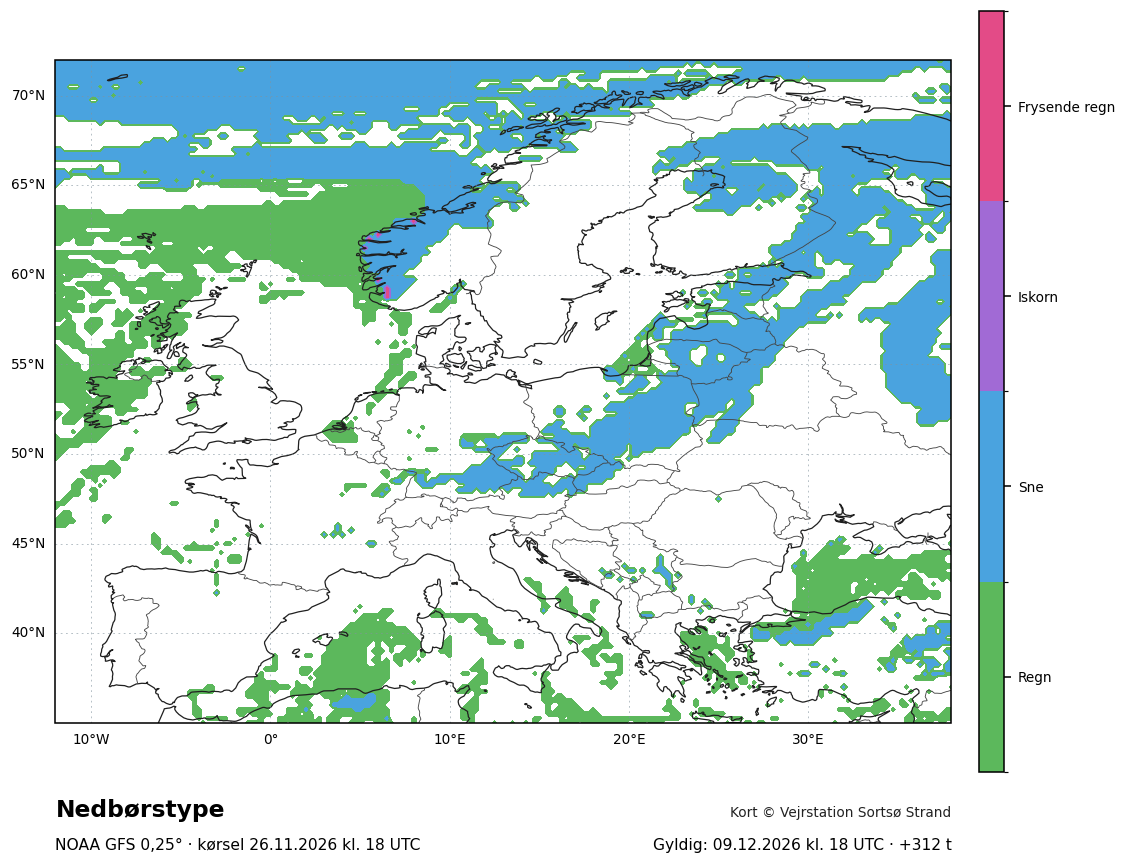 70°N
65°N
60°N
55°N
50°N
45°N
40°N
10°W
0°
10°E
20°E
30°E
Frysende regn
Iskorn
Sne
Regn
Nedbørstype
Kort © Vejrstation Sortsø Strand
NOAA GFS 0,25° · kørsel 26.11.2026 kl. 18 UTC
Gyldig: 09.12.2026 kl. 18 UTC · +312 t